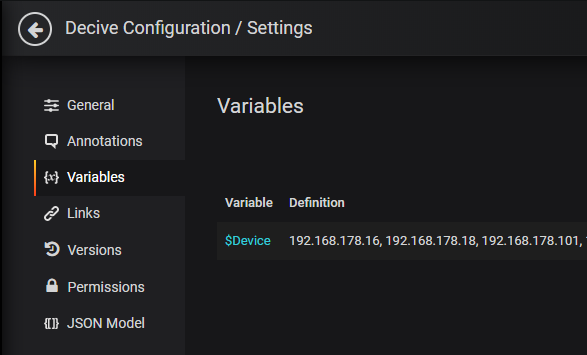 Decive Configuration / Settings
General
Annotations
Variables
Links
Versions
Permissions
JSON Model
Variables
Variable Definition
$Device 192.168.178.16, 192.168.178.18, 192.168.178.101,